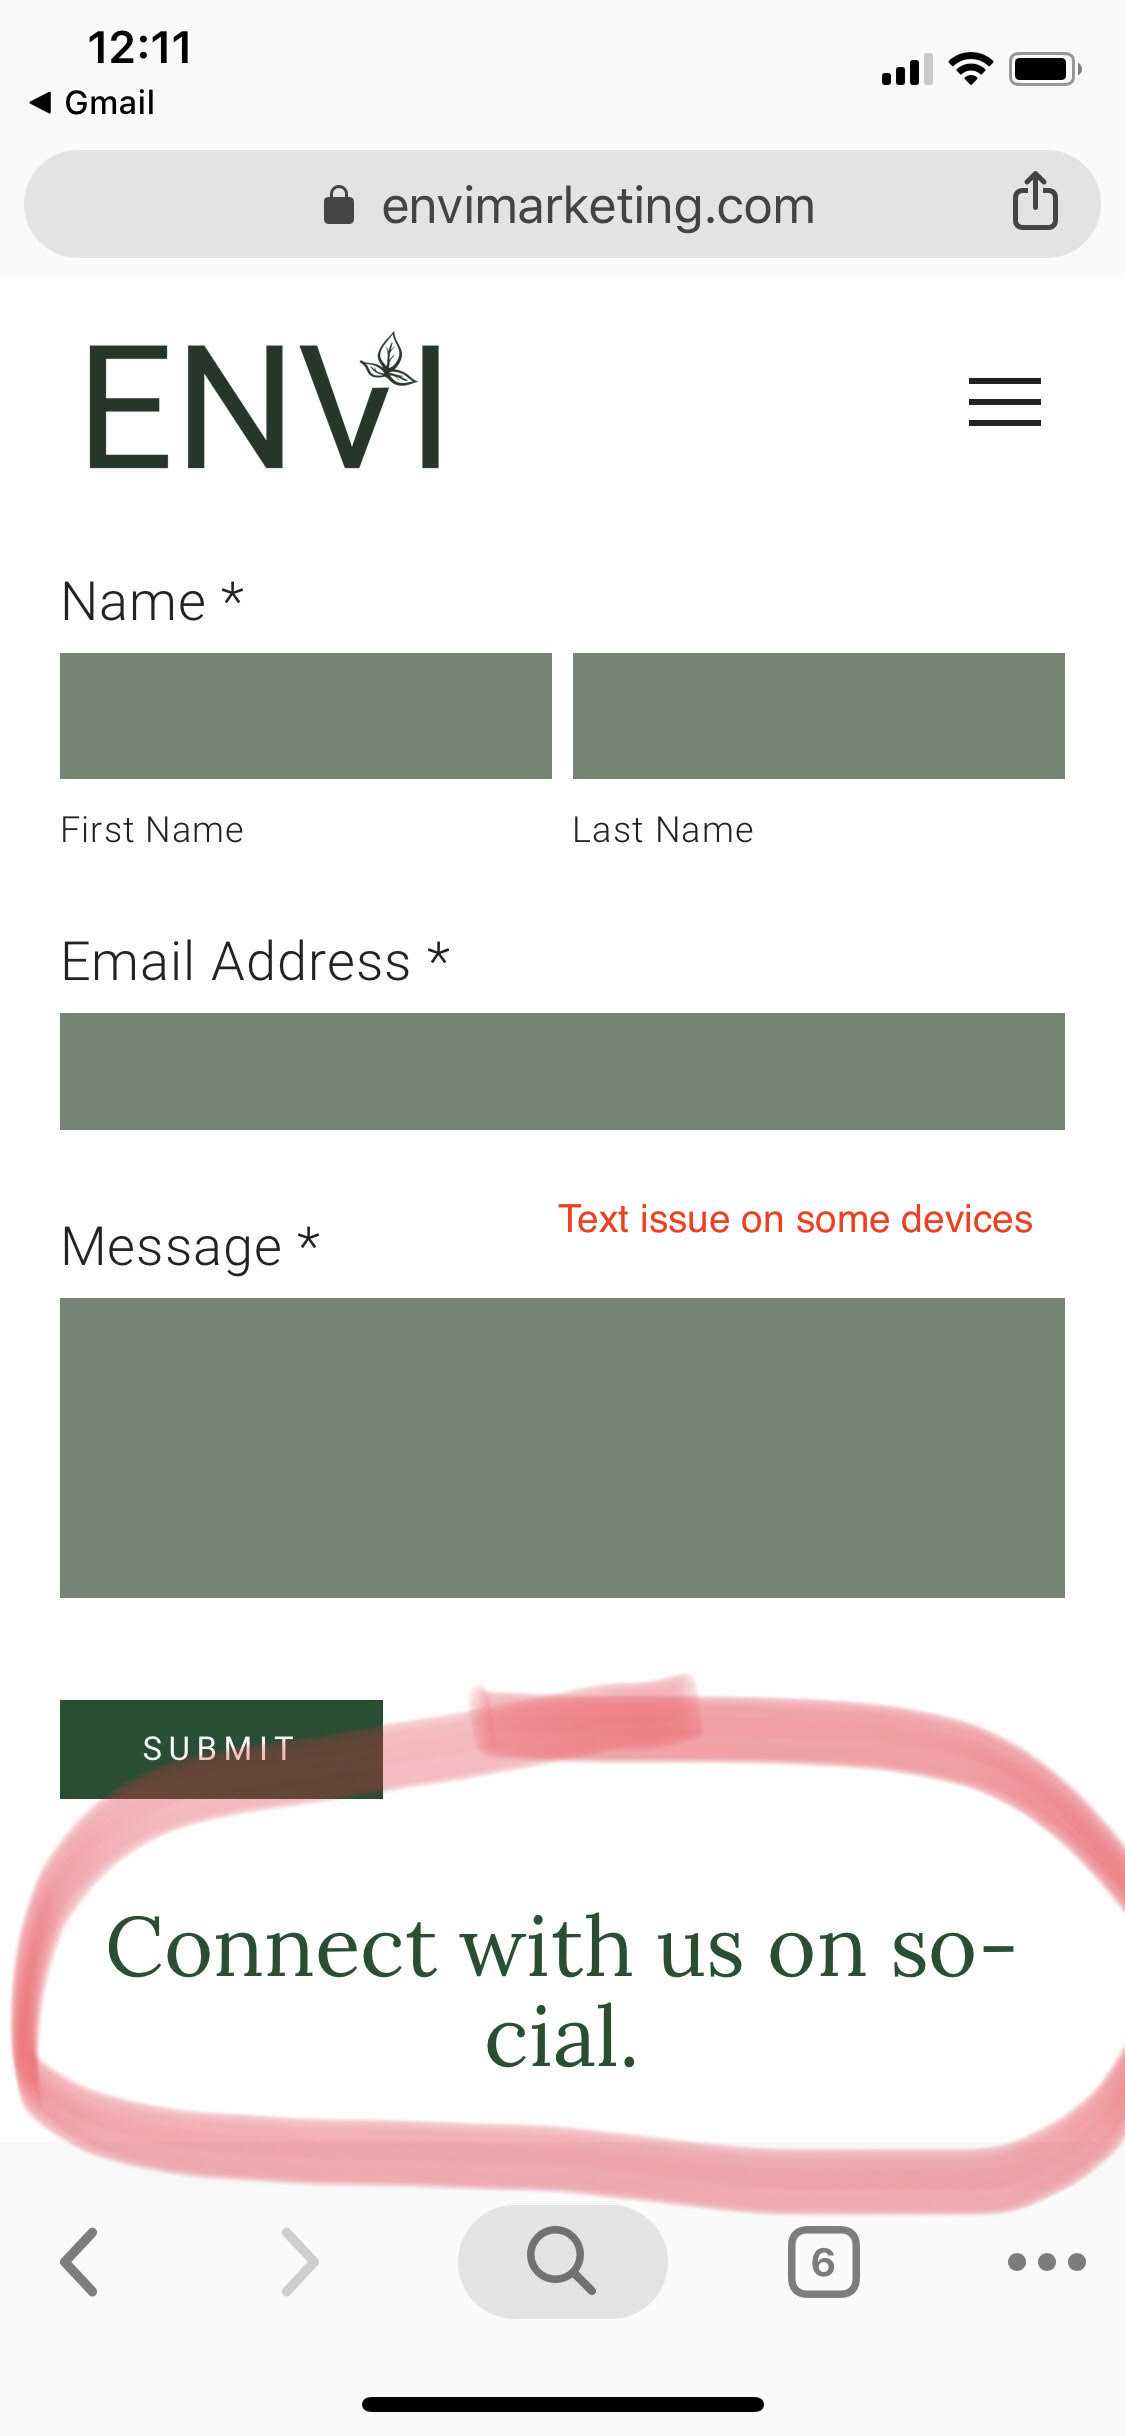 12:11
◀ Gmail
envimarketing.com
ENVI
Name *
First Name Last Name
Email Address *
Text issue on some devices
Message *
SUBMIT
Connect with us on so-
cial.
6